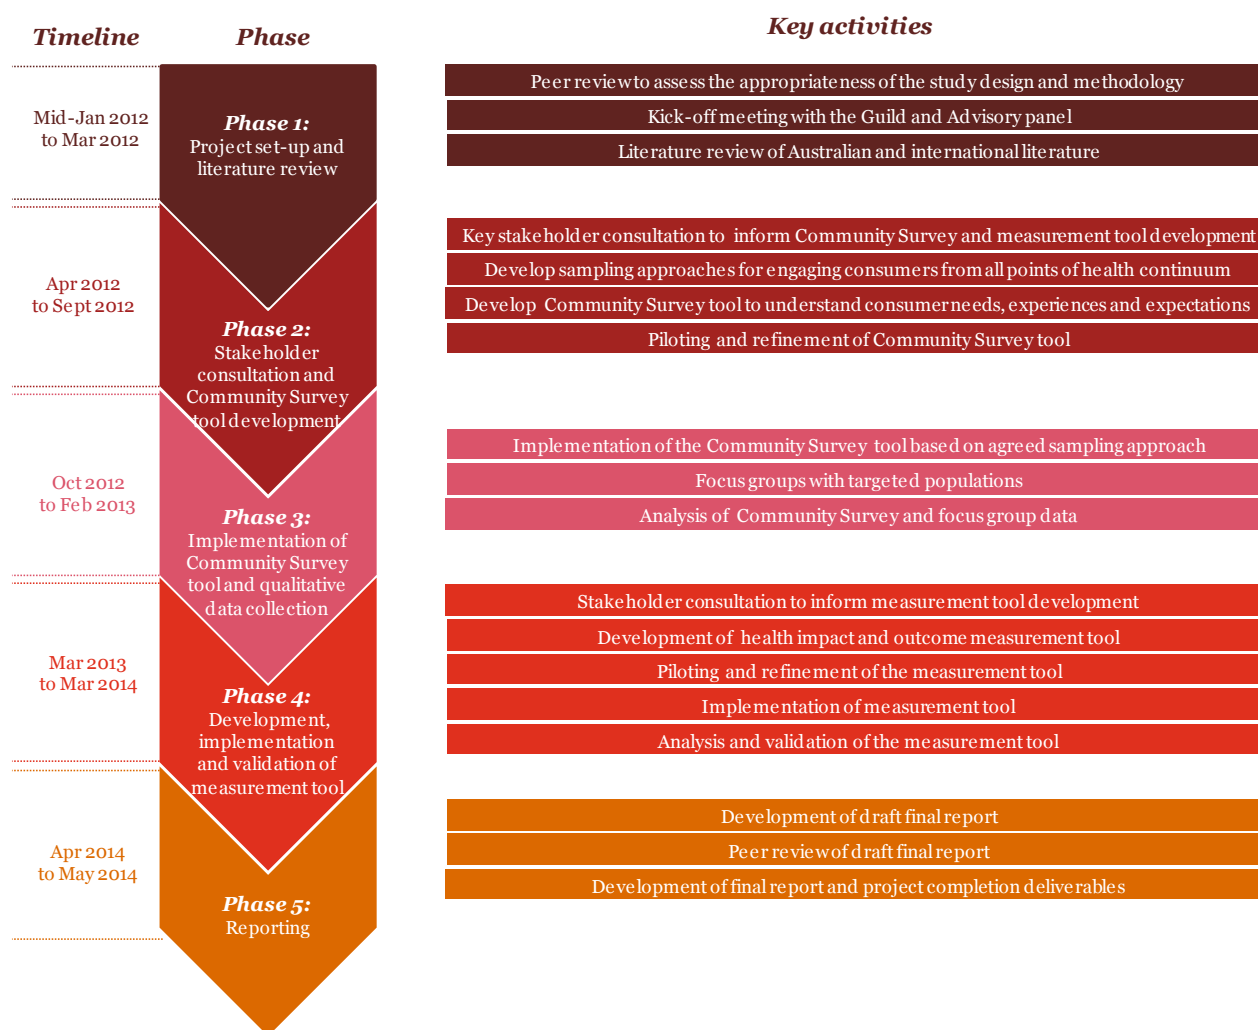 Timeline
Phase
Key activities
Mid-Jan 2012
to Mar 2012
Phase 1:
Project set-up and
literature review
Peer review to assess the appropriateness of the study design and methodology
Kick-off meeting with the Guild and Advisory panel
Literature review of Australian and international literature
Apr 2012
to Sept 2012
Phase 2:
Stakeholder
consultation and
Community Survey
tool development
Key stakeholder consultation to inform Community Survey and measurement tool development
Develop sampling approaches for engaging consumers from all points of health continuum
Develop Community Survey tool to understand consumer needs, experiences and expectations
Piloting and refinement of Community Survey tool
Oct 2012
to Feb 2013
Phase 3:
Implementation of
Community Survey
tool and qualitative
data collection
Implementation of the Community Survey tool based on agreed sampling approach
Focus groups with targeted populations
Analysis of Community Survey and focus group data
Mar 2013
to Mar 2014
Phase 4:
Development,
implementation
and validation of
measurement tool
Stakeholder consultation to inform measurement tool development
Development of health impact and outcome measurement tool
Piloting and refinement of the measurement tool
Implementation of measurement tool
Analysis and validation of the measurement tool
Apr 2014
to May 2014
Phase 5:
Reporting
Development of draft final report
Peer review of draft final report
Development of final report and project completion deliverables